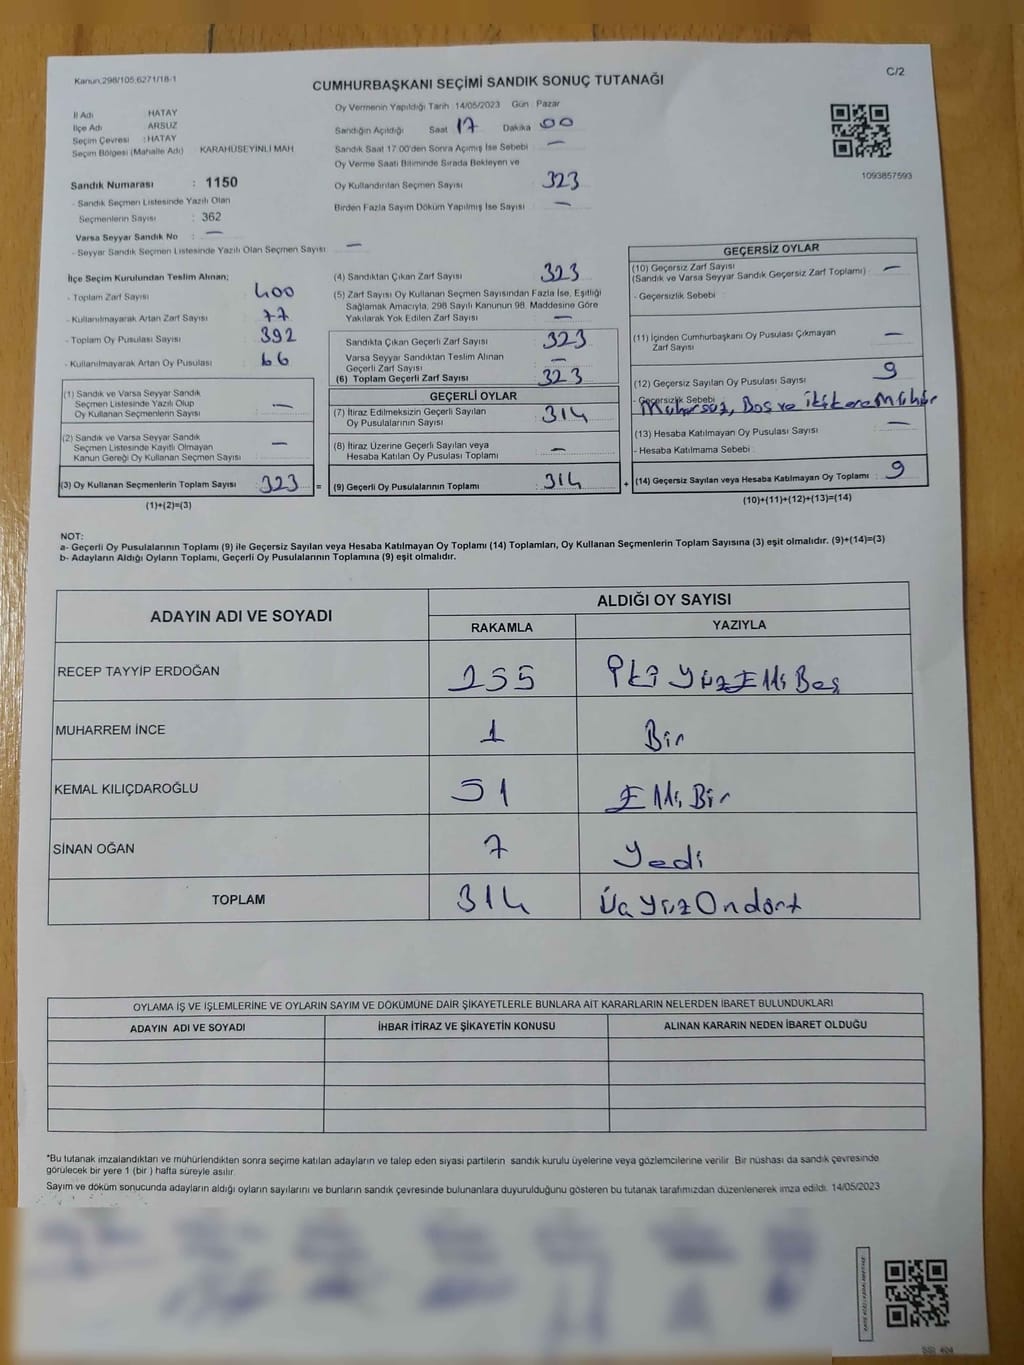 Kanun:298/105,6271/18-1
C/2
CUMHURBAŞKANI SEÇİMİ SANDIK SONUÇ TUTANAĞI
İl Adı HATAY
İlçe Adı ARSUZ
Seçim Çevresi : HATAY
Seçim Bölgesi (Mahalle Adı) KARAHÜSEYİNLİ MAH
Sandık Numarası : 1150
- Sandık Seçmen Listesinde Yazılı Olan
Seçmenlerin Sayısı : 362
Varsa Seyyar Sandık No : —
- Seyyar Sandık Seçmen Listesinde Yazılı Olan Seçmen Sayısı —
Oy Vermenin Yapıldığı Tarih 14/05/2023 Gün : Pazar
Sandığın Açıldığı Saat 17 Dakika 00
Sandık Saat 17.00'den Sonra Açımış İse Sebebi —
Oy Verme Saati Bitiminde Sırada Bekleyen ve
Oy Kullandırılan Seçmen Sayısı 323
Birden Fazla Sayım Döküm Yapılmış İse Sayısı —
1093857593
İlçe Seçim Kurulundan Teslim Alınan;
- Toplam Zarf Sayısı 400
- Kullanılmayarak Artan Zarf Sayısı : 77
- Toplam Oy Pusulası Sayısı : 392
- Kullanılmayarak Artan Oy Pusulası : 66
(1) Sandık ve Varsa Seyyar Sandık
Seçmen Listesinde Yazılı Olup
Oy Kullanan Seçmenlerin Sayısı : —
(2) Sandık ve Varsa Seyyar Sandık
Seçmen Listesinde Kayıtlı Olmayan
Kanun Gereği Oy Kullanan Seçmen Sayısı : —
(3) Oy Kullanan Seçmenlerin Toplam Sayısı : 323 =
(1)+(2)=(3)
(4) Sandıktan Çıkan Zarf Sayısı 323
(5) Zarf Sayısı Oy Kullanan Seçmen Sayısından Fazla İse, Eşitliği
Sağlamak Amacıyla, 298 Sayılı Kanunun 98. Maddesine Göre
Yakılarak Yok Edilen Zarf Sayısı —
Sandıkta Çıkan Geçerli Zarf Sayısı 323
Varsa Seyyar Sandıktan Teslim Alınan
Geçerli Zarf Sayısı —
(6) Toplam Geçerli Zarf Sayısı 323
GEÇERLİ OYLAR
(7) İtiraz Edilmeksizin Geçerli Sayılan
Oy Pusulalarının Sayısı : 314
(8) İtiraz Üzerine Geçerli Sayılan veya
Hesaba Katılan Oy Pusulası Toplamı —
(9) Geçerli Oy Pusulalarının Toplamı : 314 +
GEÇERSİZ OYLAR
(10) Geçersiz Zarf Sayısı —
(Sandık ve Varsa Seyyar Sandık Geçersiz Zarf Toplamı)
- Geçersizlik Sebebi
(11) İçinden Cumhurbaşkanı Oy Pusulası Çıkmayan
Zarf Sayısı —
(12) Geçersiz Sayılan Oy Pusulası Sayısı 9
- Geçersizlik Sebebi Mühürsüz, Boş ve İki kere Mühür
(13) Hesaba Katılmayan Oy Pusulası Sayısı —
- Hesaba Katılmama Sebebi
(14) Geçersiz Sayılan veya Hesaba Katılmayan Oy Toplamı : 9
(10)+(11)+(12)+(13)=(14)
NOT:
a- Geçerli Oy Pusulalarının Toplamı (9) ile Geçersiz Sayılan veya Hesaba Katılmayan Oy Toplamı (14) Toplamları, Oy Kullanan Seçmenlerin Toplam Sayısına (3) eşit olmalıdır. (9)+(14)=(3)
b- Adayların Aldığı Oyların Toplamı, Geçerli Oy Pusulalarının Toplamına (9) eşit olmalıdır.
ADAYIN ADI VE SOYADI ALDIĞI OY SAYISI
RAKAMLA YAZIYLA
RECEP TAYYİP ERDOĞAN 255 İki Yüz Elli Beş
MUHARREM İNCE 1 Bir
KEMAL KILIÇDAROĞLU 51 Elli Bir
SİNAN OĞAN 7 Yedi
TOPLAM 314 Üç Yüz Ondört
OYLAMA İŞ VE İŞLEMLERİNE VE OYLARIN SAYIM VE DÖKÜMÜNE DAİR ŞİKAYETLERLE BUNLARA AİT KARARLARIN NELERDEN İBARET BULUNDUKLARI
ADAYIN ADI VE SOYADI İHBAR İTİRAZ VE ŞİKAYETİN KONUSU ALINAN KARARIN NEDEN İBARET OLDUĞU
*Bu tutanak imzalandıktan ve mühürlendikten sonra seçime katılan adayların ve talep eden siyasi partilerin sandık kurulu üyelerine veya gözlemcilerine verilir. Bir nüshası da sandık çevresinde
görülecek bir yere 1 (bir ) hafta süreyle asılır.
Sayım ve döküm sonucunda adayların aldığı oyların sayılarını ve bunların sandık çevresinde bulunanlara duyurulduğunu gösteren bu tutanak tarafımızdan düzenlenerek imza edildi. 14/05/2023